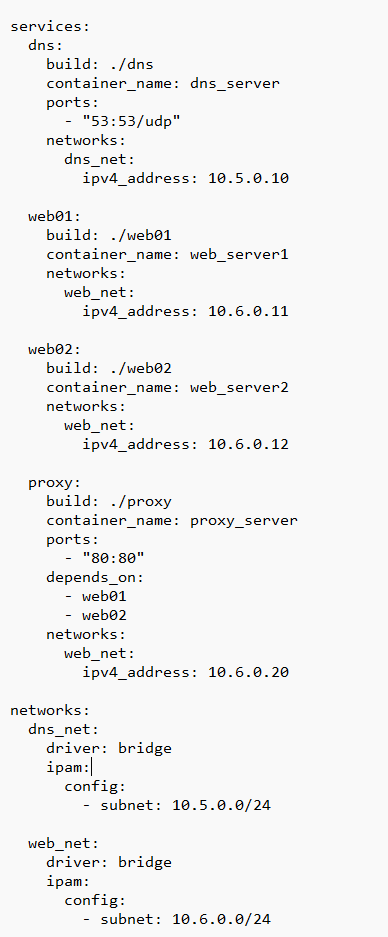 services:
  dns:
    build: ./dns
    container_name: dns_server
    ports:
      - "53:53/udp"
    networks:
      dns_net:
        ipv4_address: 10.5.0.10

  web01:
    build: ./web01
    container_name: web_server1
    networks:
      web_net:
        ipv4_address: 10.6.0.11

  web02:
    build: ./web02
    container_name: web_server2
    networks:
      web_net:
        ipv4_address: 10.6.0.12

  proxy:
    build: ./proxy
    container_name: proxy_server
    ports:
      - "80:80"
    depends_on:
      - web01
      - web02
    networks:
      web_net:
        ipv4_address: 10.6.0.20

networks:
  dns_net:
    driver: bridge
    ipam:
      config:
        - subnet: 10.5.0.0/24

  web_net:
    driver: bridge
    ipam:
      config:
        - subnet: 10.6.0.0/24